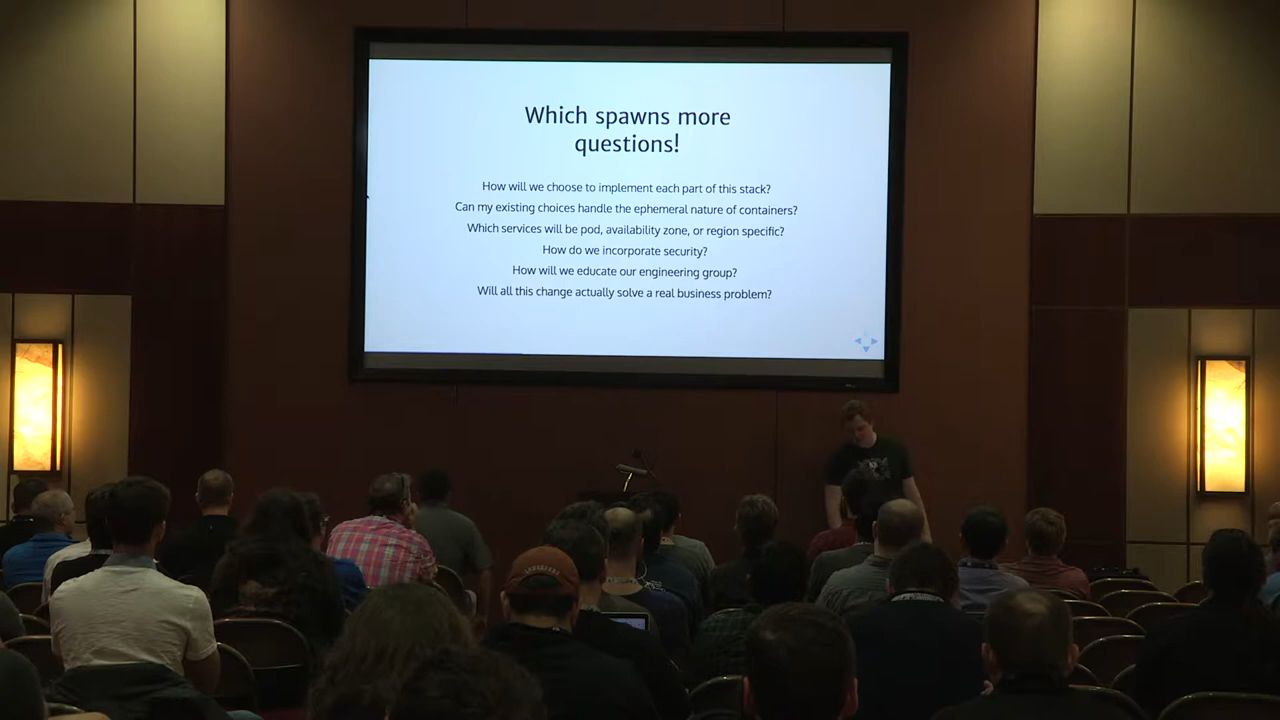 Which spawns more
questions!
How will we choose to implement each part of this stack?
Can my existing choices handle the ephemeral nature of containers?
Which services will be pod, availability zone, or region specific?
How do we incorporate security?
How will we educate our engineering group?
Will all this change actually solve a real business problem?